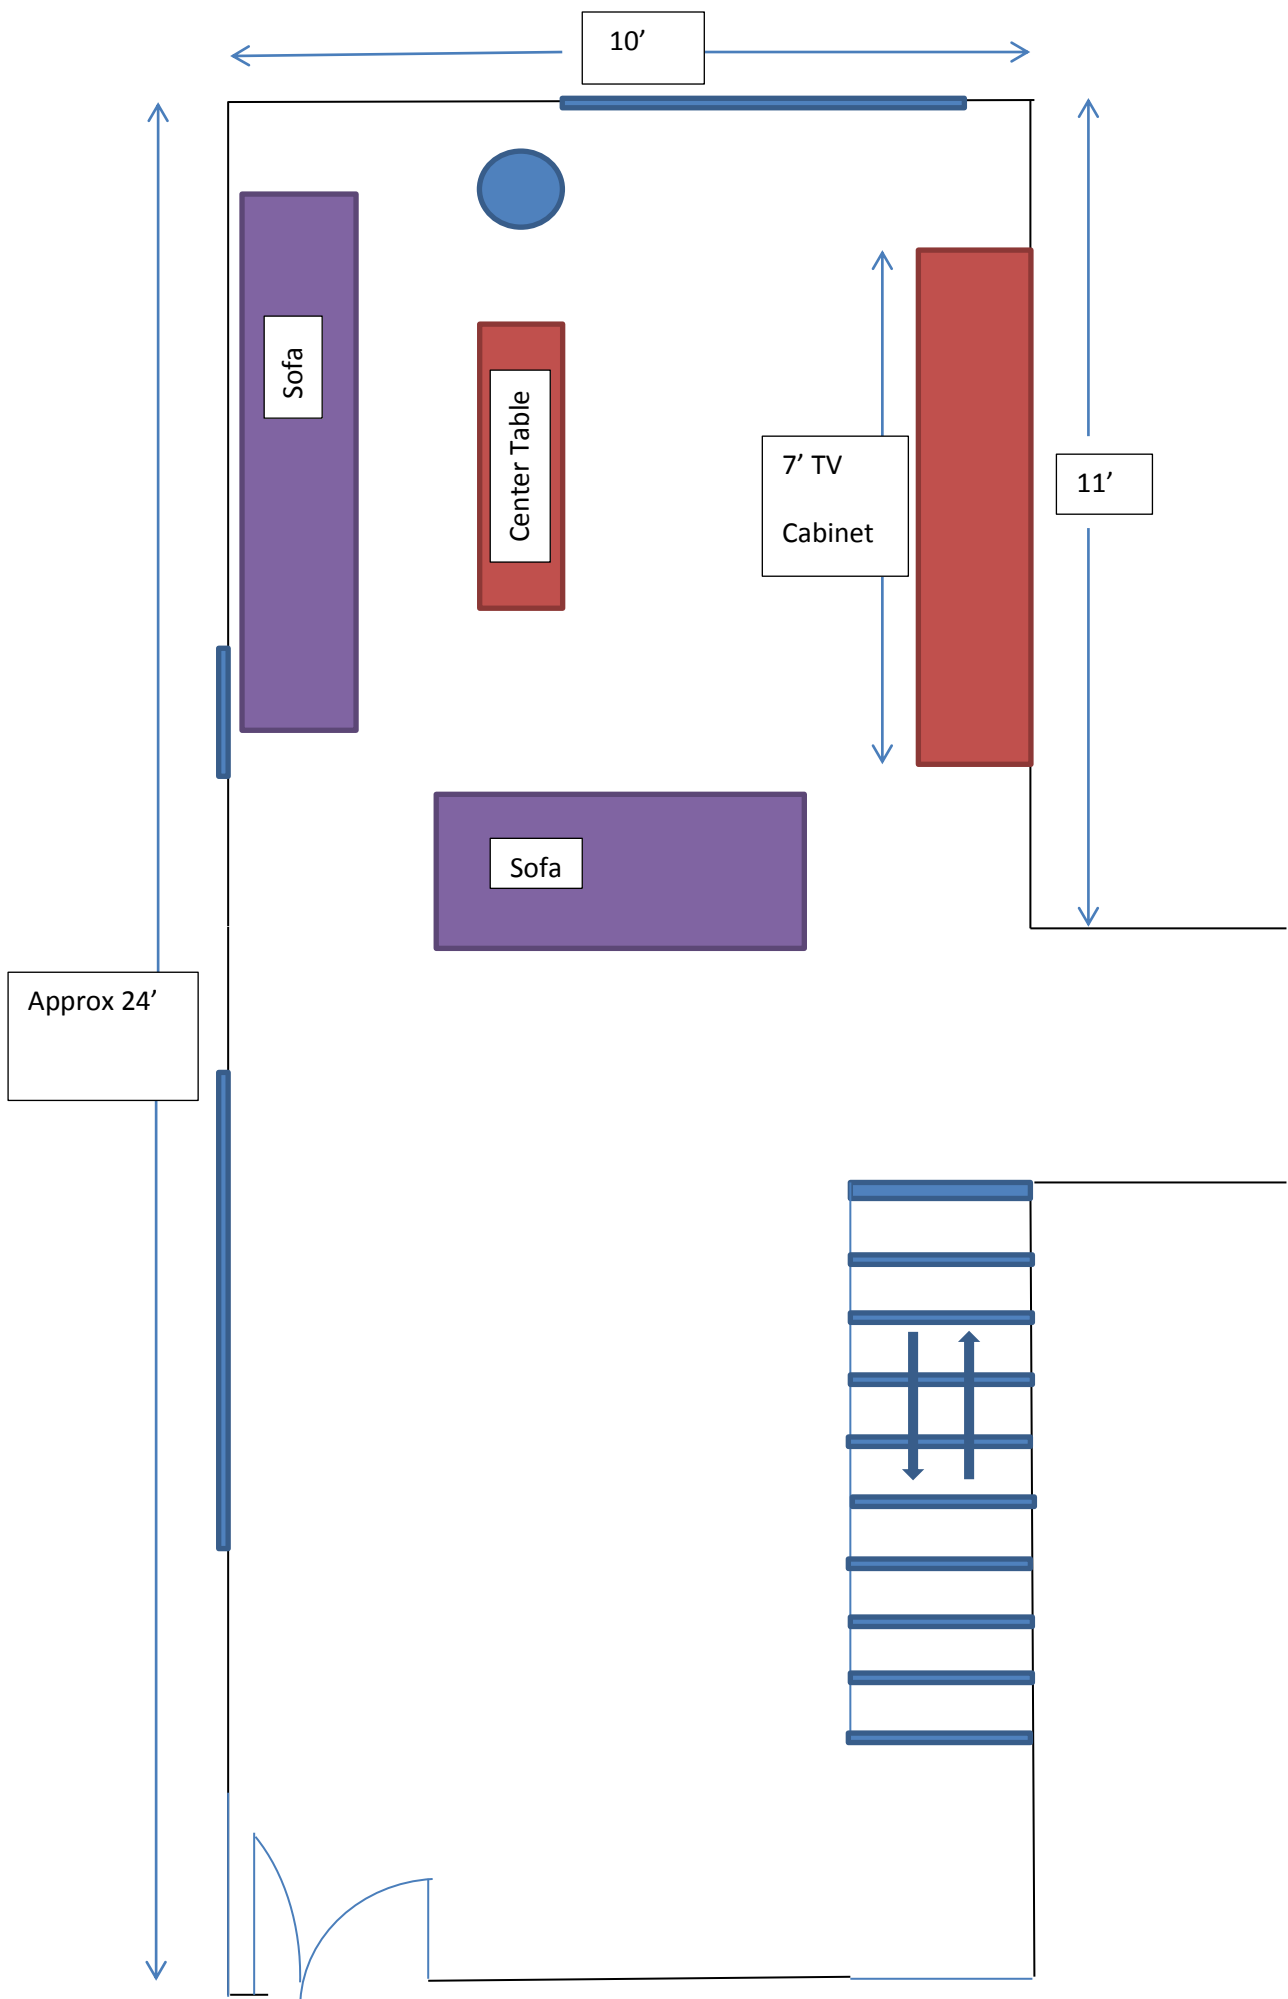 10’
Sofa
Center Table
7’ TV
Cabinet
11’
Sofa
Approx 24’